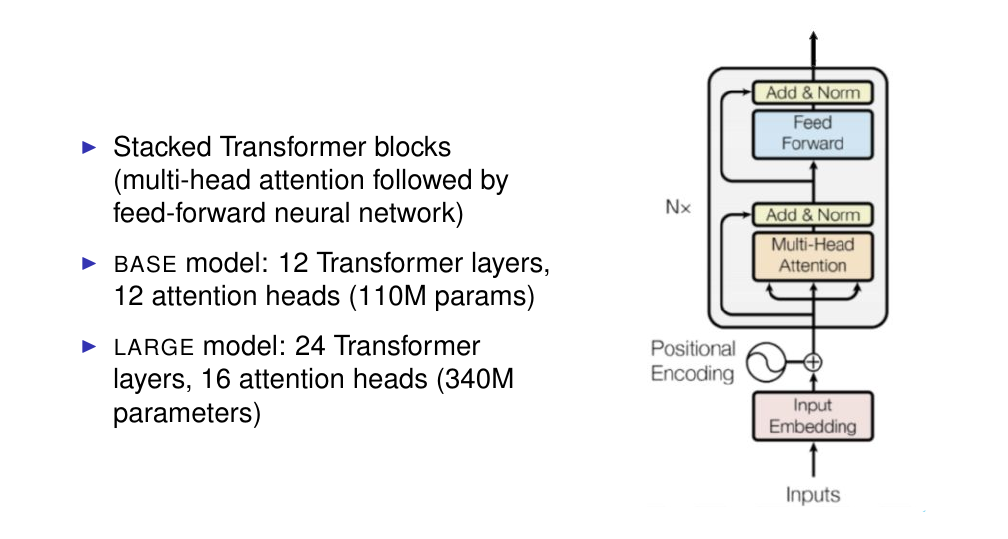 ▶ Stacked Transformer blocks
(multi-head attention followed by
feed-forward neural network)
▶ BASE model: 12 Transformer layers,
12 attention heads (110M params)
▶ LARGE model: 24 Transformer
layers, 16 attention heads (340M
parameters)
Add & Norm
Feed
Forward
N×
Add & Norm
Multi-Head
Attention
Positional
Encoding
Input
Embedding
Inputs